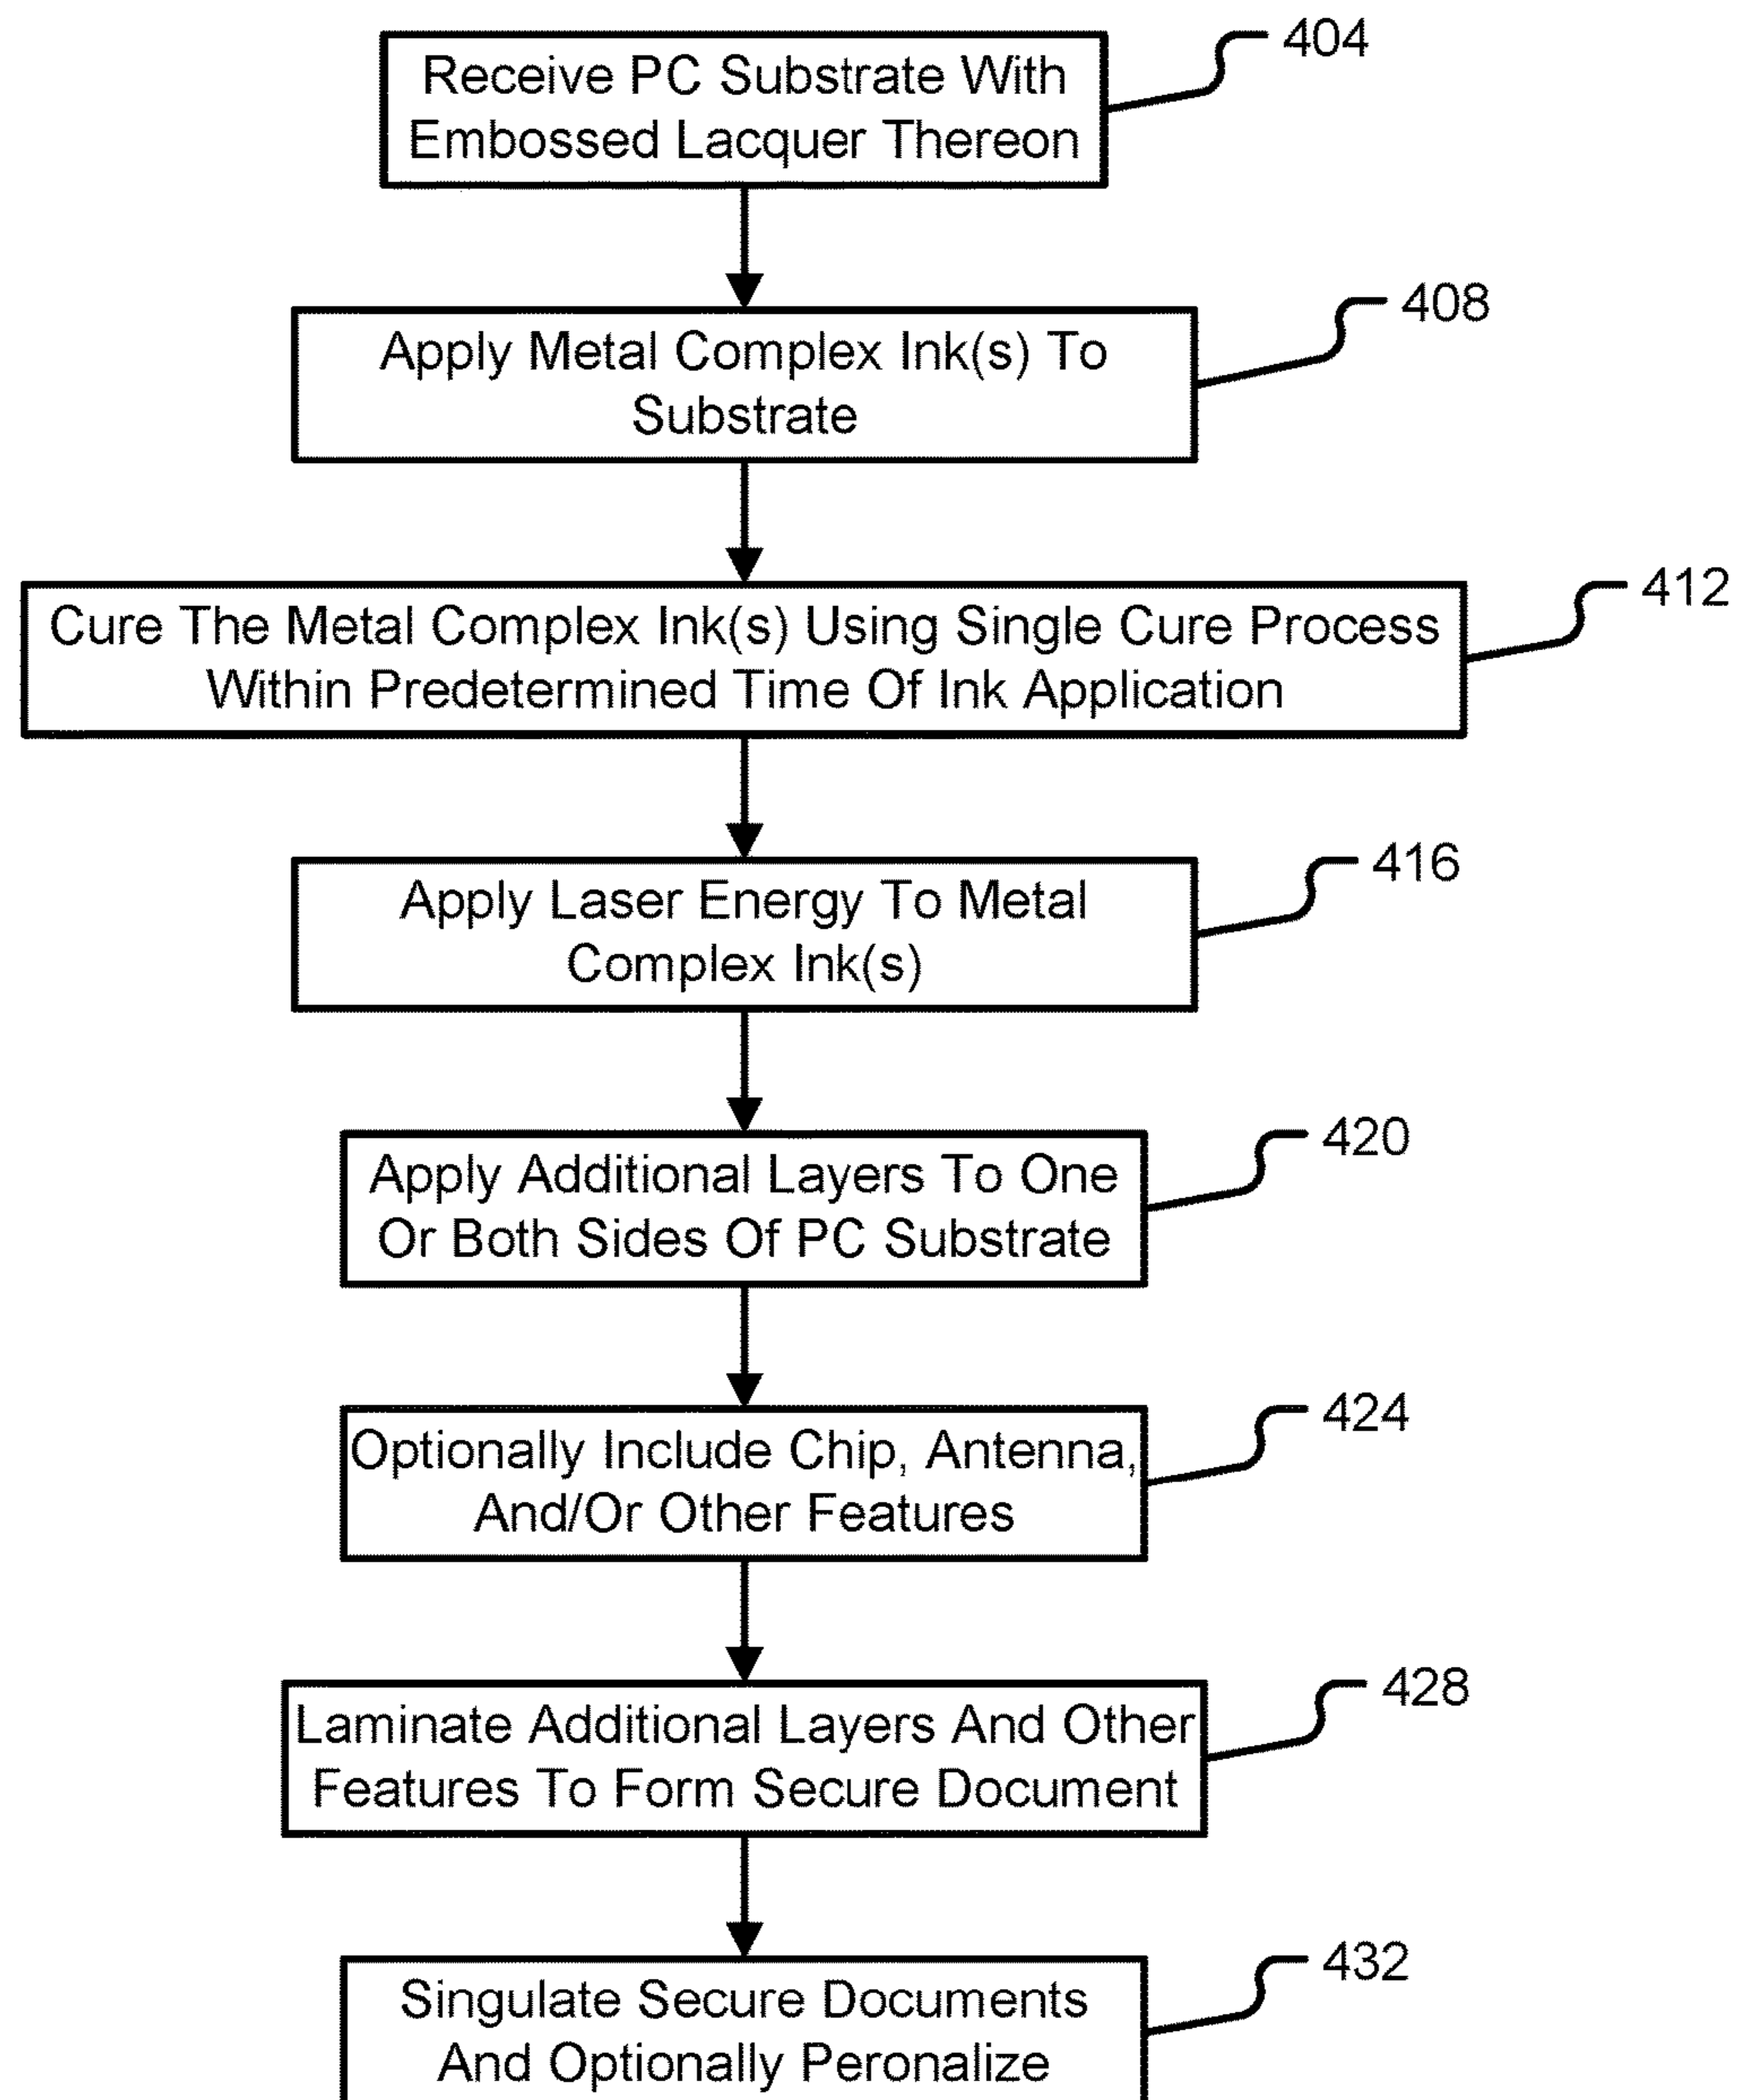 Receive PC Substrate With
Embossed Lacquer Thereon
404
Apply Metal Complex Ink(s) To
Substrate
408
Cure The Metal Complex Ink(s) Using Single Cure Process
Within Predetermined Time Of Ink Application
412
Apply Laser Energy To Metal
Complex Ink(s)
416
Apply Additional Layers To One
Or Both Sides Of PC Substrate
420
Optionally Include Chip, Antenna,
And/Or Other Features
424
Laminate Additional Layers And Other
Features To Form Secure Document
428
Singulate Secure Documents
And Optionally Peronalize
432